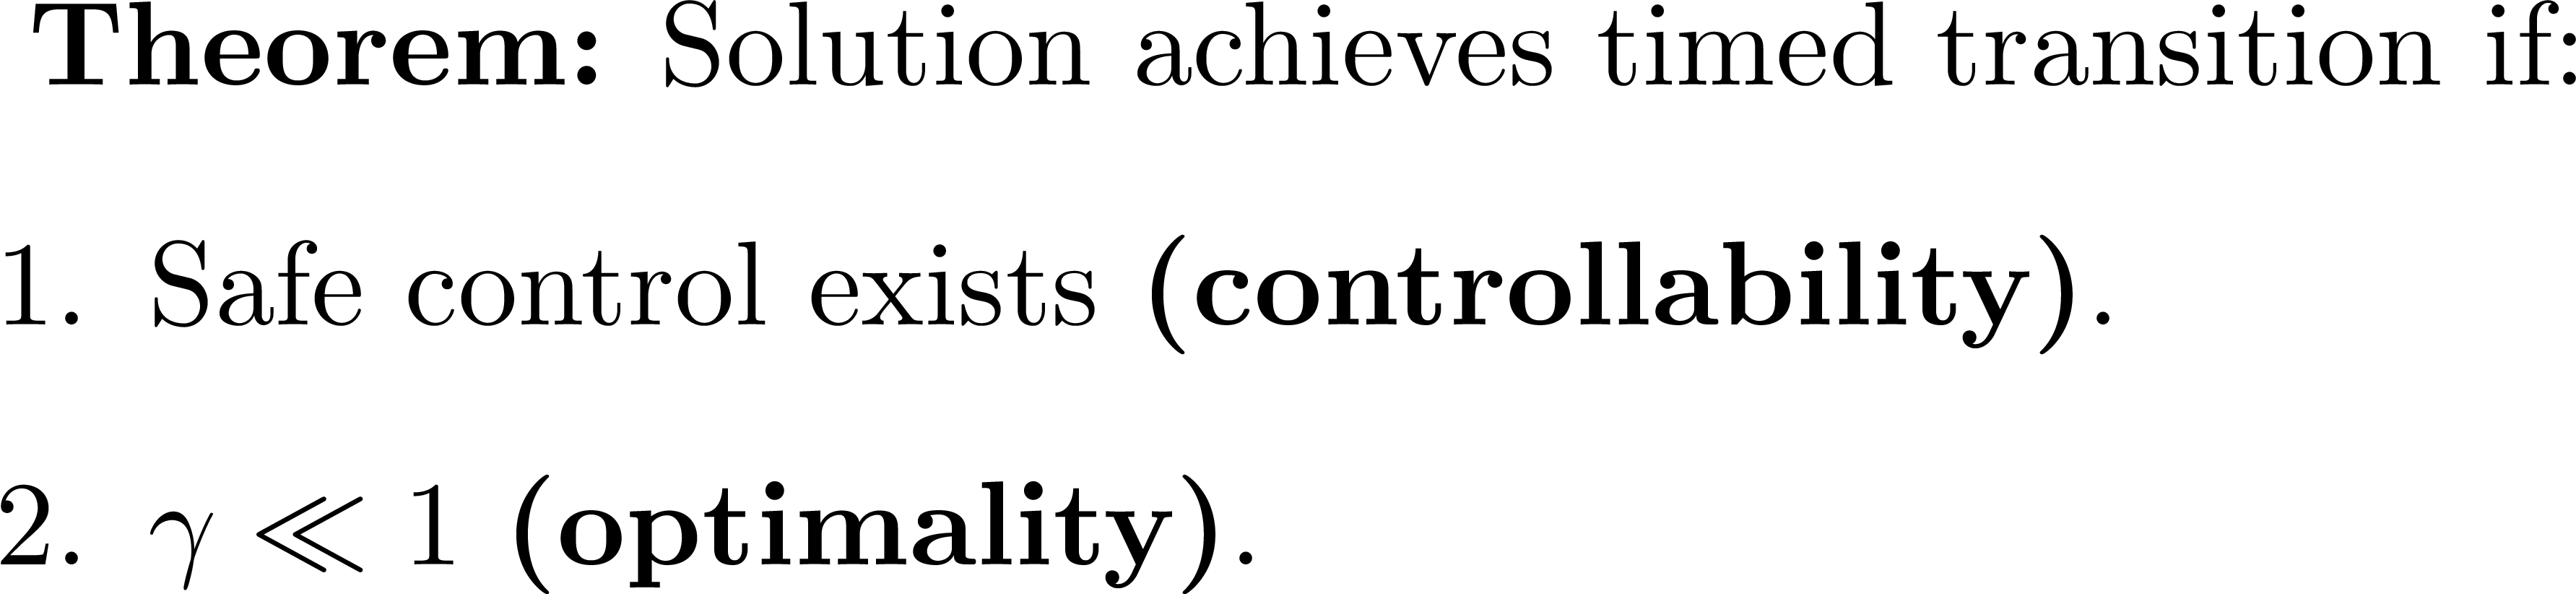 Theorem: Solution achieves timed transition if:
1. Safe control exists (controllability).
2. γ ≪ 1 (optimality).